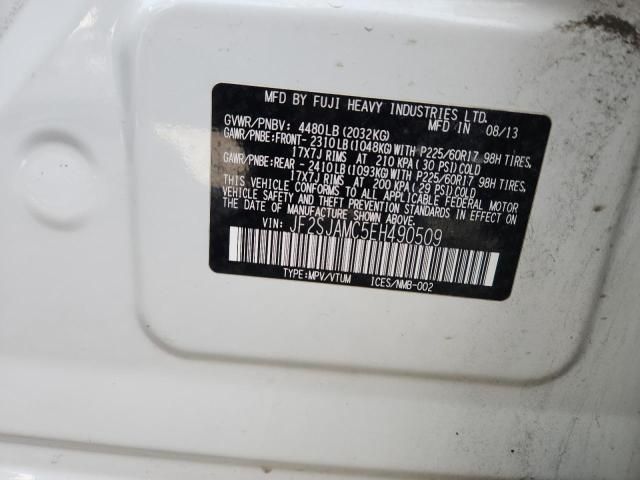 MFD BY FUJI HEAVY INDUSTRIES LTD.
GVWR/PNBV: 4480LB (2032KG) MFD IN 08/13
GAWR/PNBE:FRONT- 2310LB (1048KG) WITH P225/60R17 98H TIRES,
17X7J RIMS AT 210 KPA ( 30 PSI) COLD
GAWR/PNBE:REAR -2410LB (1093KG) WITH P225/60R17 98H TIRES,
17X7J RIMS AT 200 KPA ( 29 PSI) COLD
THIS VEHICLE CONFORMS TO ALL APPLICABLE FEDERAL MOTOR
VEHICLE SAFETY AND THEFT PREVENTION STANDARDS IN EFFECT ON
THE DATE OF MANUFACTURE SHOWN ABOVE.
VIN: JF2SJAMC5EH490509
TYPE:MPV/VTUM ICES/NMB-002